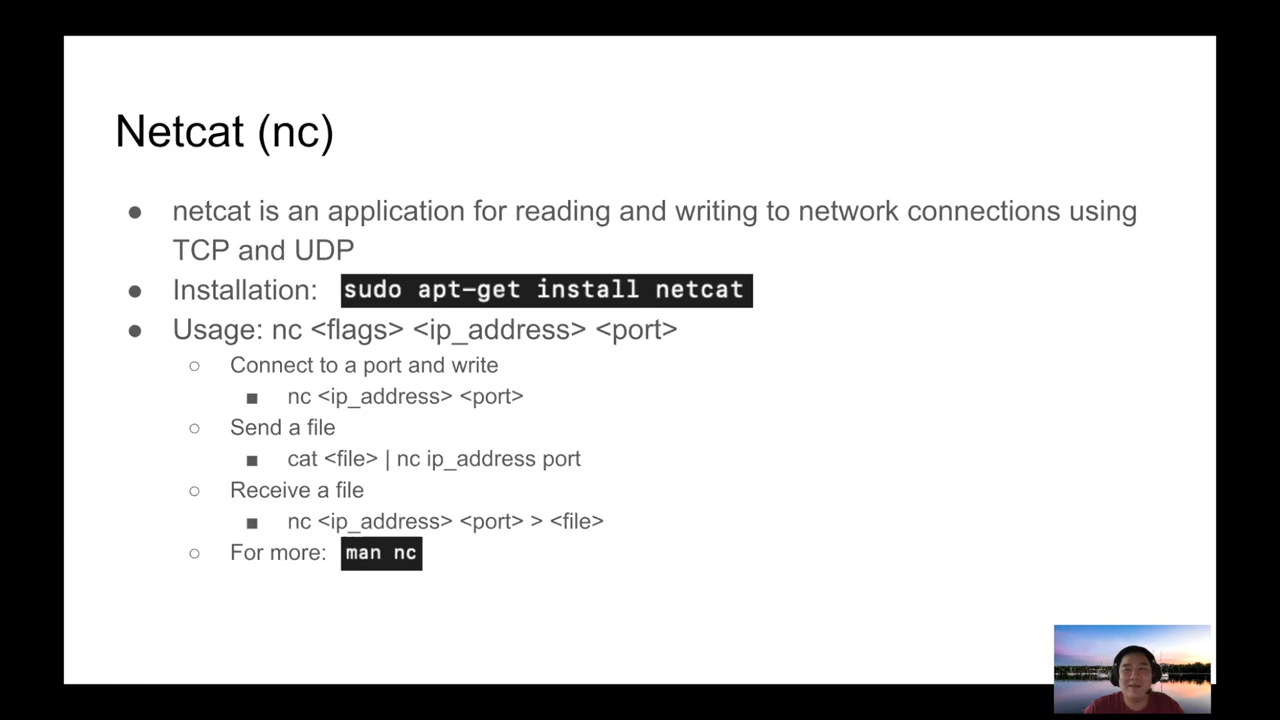 Netcat (nc)
● netcat is an application for reading and writing to network connections using
TCP and UDP
● Installation: sudo apt-get install netcat
● Usage: nc <flags> <ip_address> <port>
○ Connect to a port and write
■ nc <ip_address> <port>
○ Send a file
■ cat <file> | nc ip_address port
○ Receive a file
■ nc <ip_address> <port> > <file>
○ For more: man nc